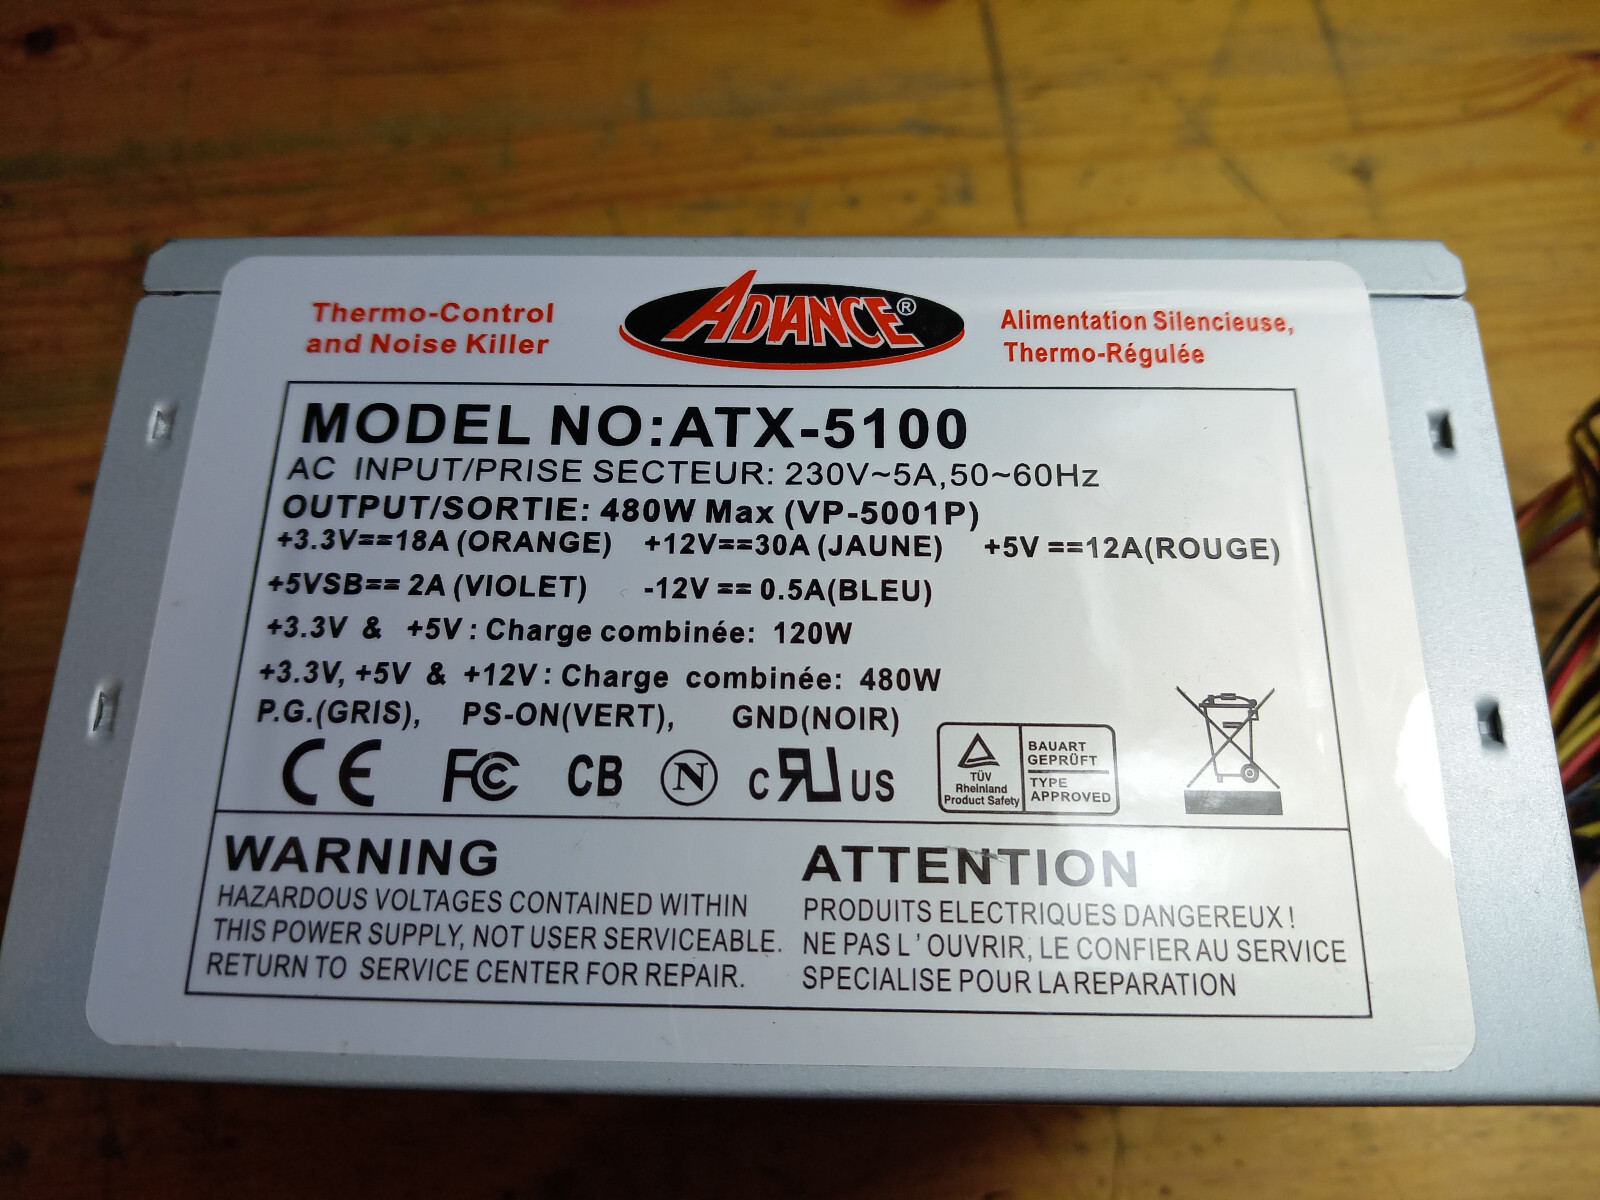 Thermo-Control
and Noise Killer
ADVANCE®
Alimentation Silencieuse,
Thermo-Régulée
MODEL NO:ATX-5100
AC INPUT/PRISE SECTEUR: 230V~5A,50~60Hz
OUTPUT/SORTIE: 480W Max (VP-5001P)
+3.3V==18A (ORANGE) +12V==30A (JAUNE) +5V ==12A(ROUGE)
+5VSB== 2A (VIOLET) -12V == 0.5A(BLEU)
+3.3V & +5V : Charge combinée: 120W
+3.3V, +5V & +12V : Charge combinée: 480W
P.G.(GRIS), PS-ON(VERT), GND(NOIR)
CE FC CB N c RU US
TÜV
Rheinland
Product Safety
BAUART
GEPRÜFT
TYPE
APPROVED
WARNING
HAZARDOUS VOLTAGES CONTAINED WITHIN
THIS POWER SUPPLY, NOT USER SERVICEABLE.
RETURN TO SERVICE CENTER FOR REPAIR.
ATTENTION
PRODUITS ELECTRIQUES DANGEREUX !
NE PAS L' OUVRIR, LE CONFIER AU SERVICE
SPECIALISE POUR LA REPARATION